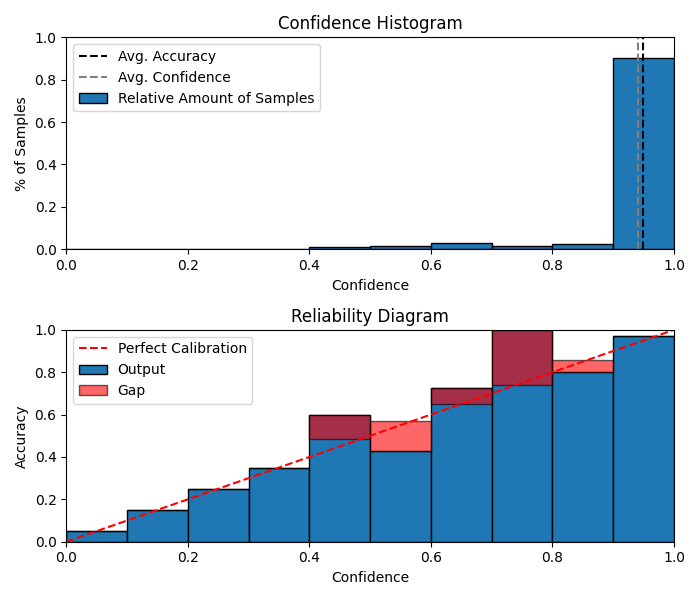 Confidence Histogram
1.0
0.8
0.6
0.4
0.2
0.0
% of Samples
Avg. Accuracy
Avg. Confidence
Relative Amount of Samples
0.0 0.2 0.4 0.6 0.8 1.0
Confidence
Reliability Diagram
1.0
0.8
0.6
0.4
0.2
0.0
Accuracy
Perfect Calibration
Output
Gap
0.0 0.2 0.4 0.6 0.8 1.0
Confidence